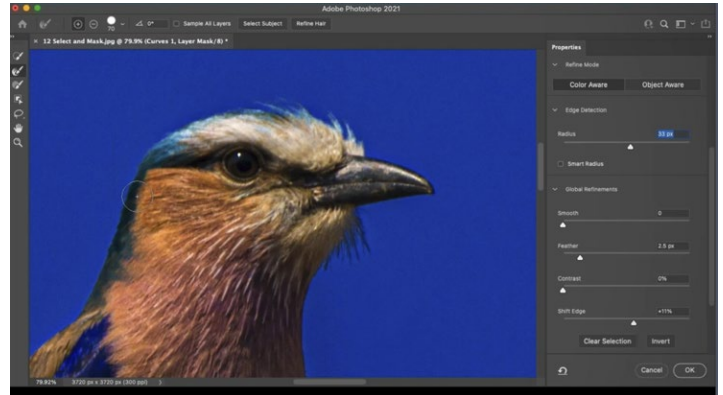 Adobe Photoshop 2021
70
0°
Sample All Layers
Select Subject
Refine Hair
× 12 Select and Mask.jpg @ 79.9% (Curves 1, Layer Mask/8) *
Properties
Refine Mode
Color Aware
Object Aware
Edge Detection
Radius
33 px
Smart Radius
Global Refinements
Smooth
0
Feather
2.6 px
Contrast
0%
Shift Edge
+11%
Clear Selection
Invert
Cancel
OK
79.92%
3720 px x 3720 px (300 ppi)